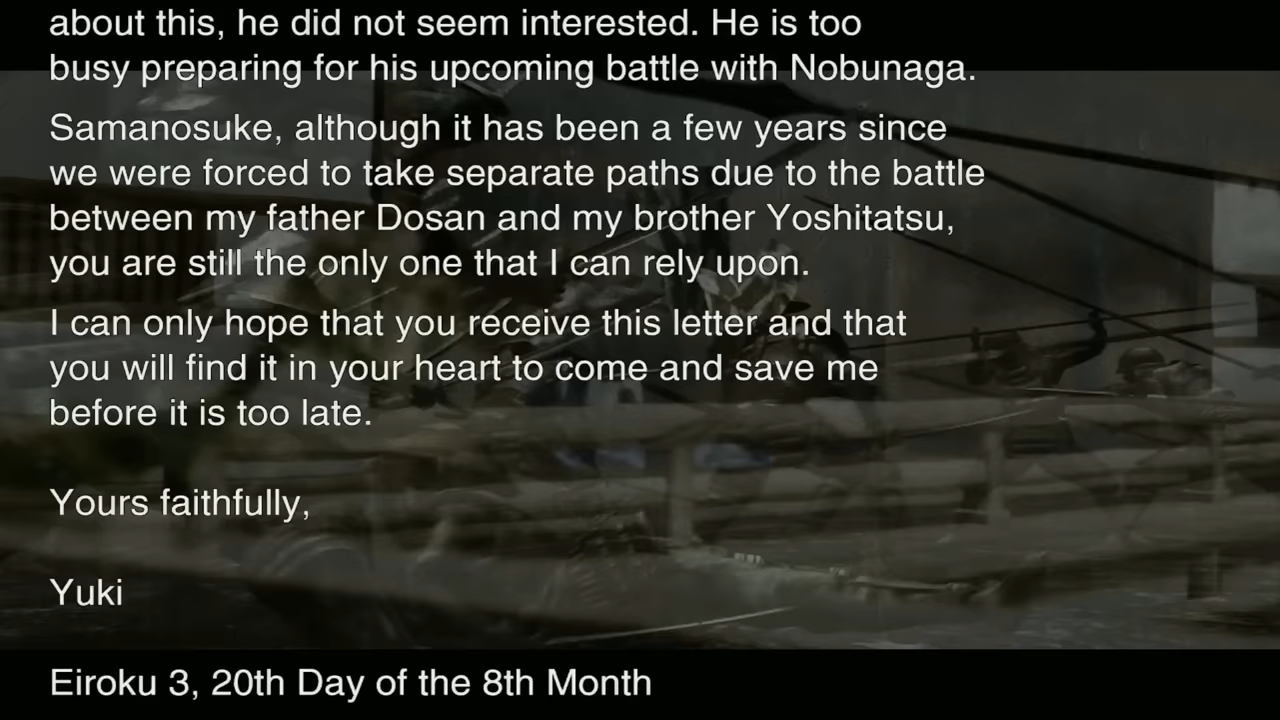 about this, he did not seem interested. He is too
busy preparing for his upcoming battle with Nobunaga.
Samanosuke, although it has been a few years since
we were forced to take separate paths due to the battle
between my father Dosan and my brother Yoshitatsu,
you are still the only one that I can rely upon.
I can only hope that you receive this letter and that
you will find it in your heart to come and save me
before it is too late.
Yours faithfully,
Yuki
Eiroku 3, 20th Day of the 8th Month